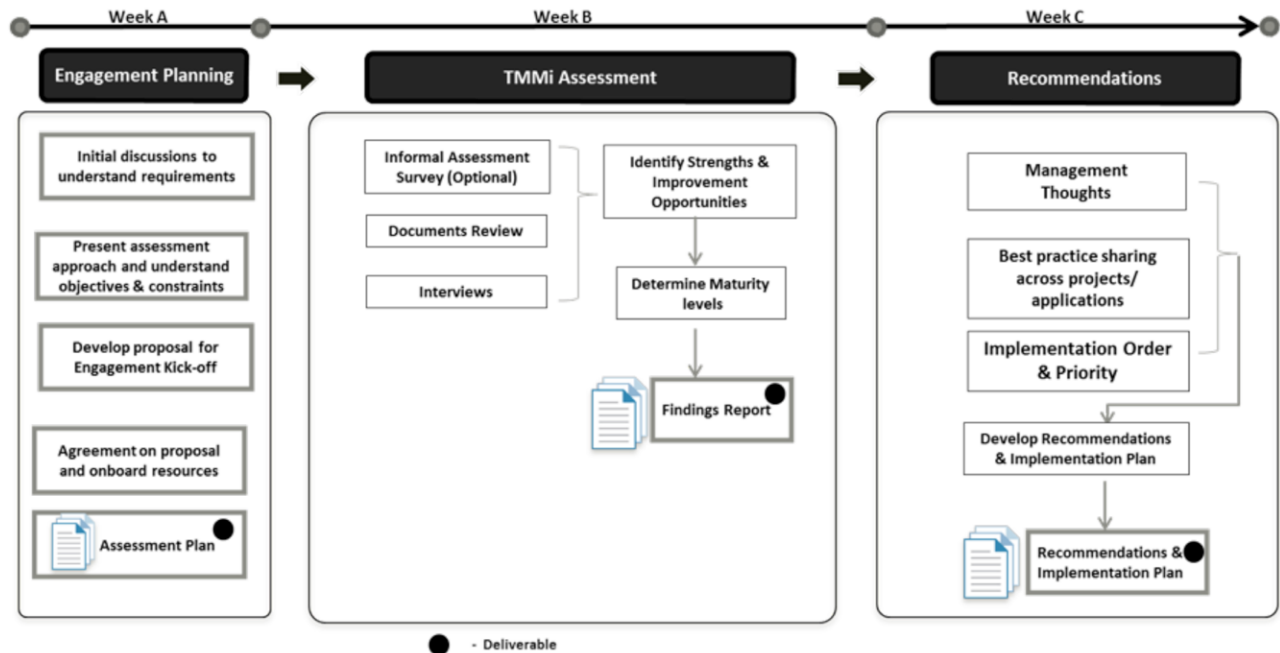 Week A
Week B
Week C
Engagement Planning
TMMi Assessment
Recommendations
Initial discussions to
understand requirements
Present assessment
approach and understand
objectives & constraints
Develop proposal for
Engagement Kick-off
Agreement on proposal
and onboard resources
Assessment Plan
Informal Assessment
Survey (Optional)
Documents Review
Interviews
Identify Strengths &
Improvement
Opportunities
Determine Maturity
levels
Findings Report
Management
Thoughts
Best practice sharing
across projects/
applications
Implementation Order
& Priority
Develop Recommendations
& Implementation Plan
Recommendations &
Implementation Plan
- Deliverable